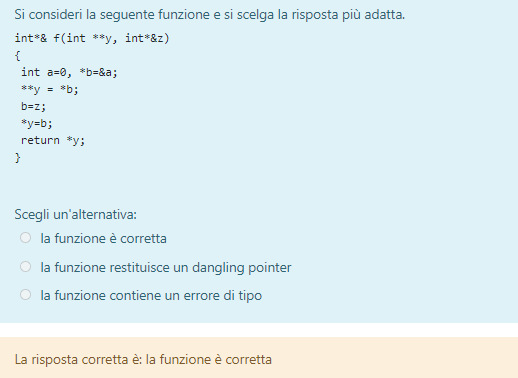 Si consideri la seguente funzione e si scelga la risposta più adatta.
int*& f(int **y, int*&z)
{
int a=0, *b=&a;
**y = *b;
b=z;
*y=b;
return *y;
}
Scegli un'alternativa:
la funzione è corretta
la funzione restituisce un dangling pointer
la funzione contiene un errore di tipo
La risposta corretta è: la funzione è corretta